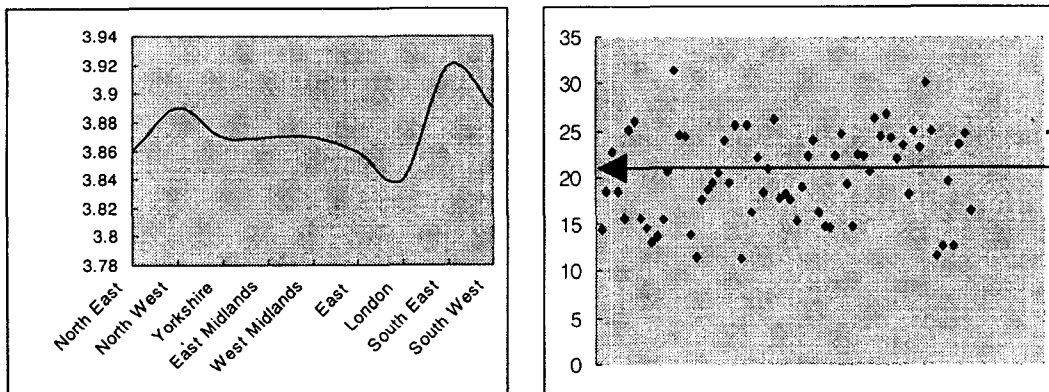 3.94
3.92
3.9
3.88
3.86
3.84
3.82
3.8
3.78
North East
North West
Yorkshire
East Midlands
West Midlands
East
London
South East
South West
35
30
25
20
15
10
5
0